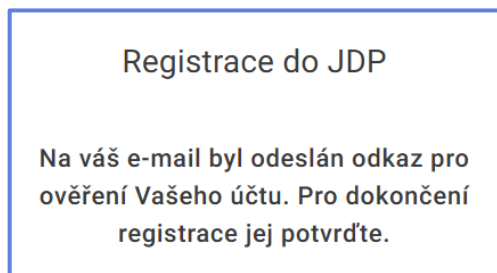 Registrace do JDP
Na váš e-mail byl odeslán odkaz pro
ověření Vašeho účtu. Pro dokončení
registrace jej potvrďte.